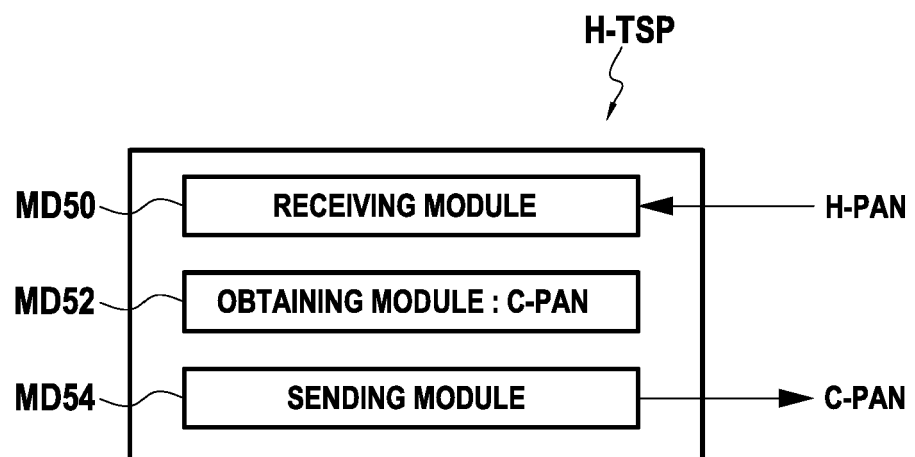 H-TSP
MD50
RECEIVING MODULE
H-PAN
MD52
OBTAINING MODULE : C-PAN
MD54
SENDING MODULE
C-PAN